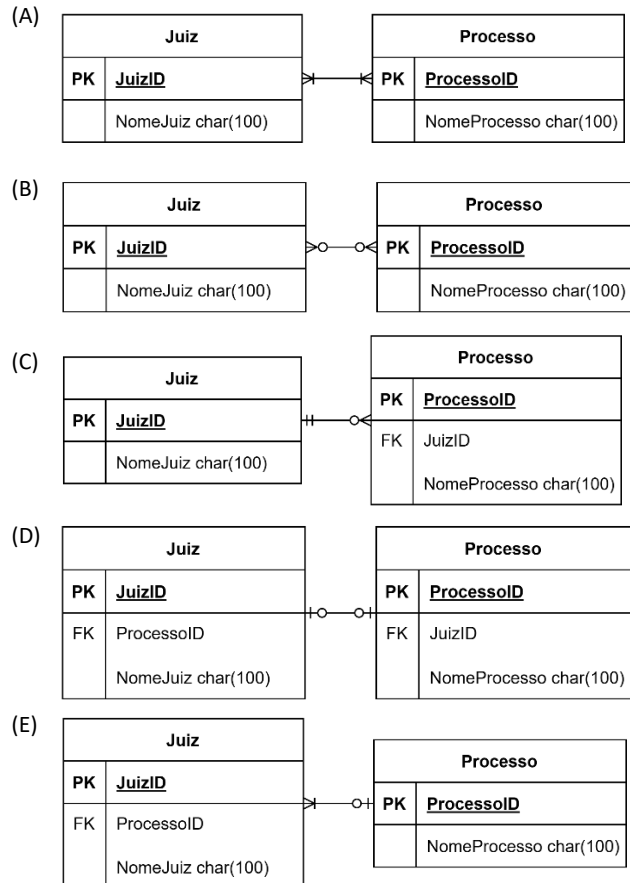 (A)
Juiz Processo
PK JuizID PK ProcessoID
NomeJuiz char(100) NomeProcesso char(100)
(B)
Juiz Processo
PK JuizID PK ProcessoID
NomeJuiz char(100) NomeProcesso char(100)
(C)
Juiz Processo
PK JuizID PK ProcessoID
NomeJuiz char(100) FK JuizID
NomeProcesso char(100)
(D)
Juiz Processo
PK JuizID PK ProcessoID
FK ProcessoID FK JuizID
NomeJuiz char(100) NomeProcesso char(100)
(E)
Juiz Processo
PK JuizID PK ProcessoID
FK ProcessoID NomeProcesso char(100)
NomeJuiz char(100)